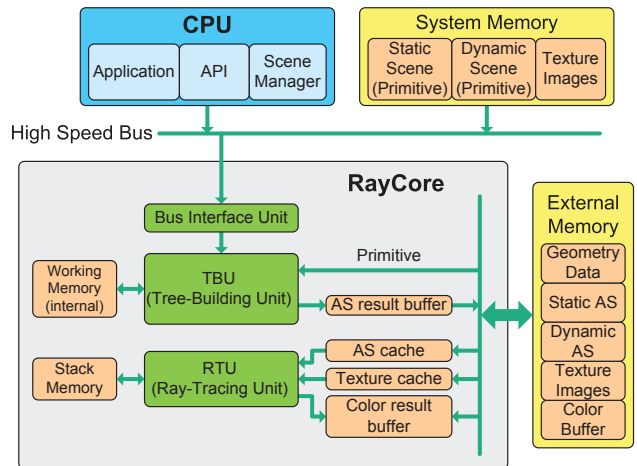 CPU
Application
API
Scene
Manager
System Memory
Static
Scene
(Primitive)
Dynamic
Scene
(Primitive)
Texture
Images
High Speed Bus
RayCore
Bus Interface Unit
Working
Memory
(internal)
TBU
(Tree-Building Unit)
Primitive
AS result buffer
Stack
Memory
RTU
(Ray-Tracing Unit)
AS cache
Texture cache
Color result
buffer
External
Memory
Geometry
Data
Static AS
Dynamic
AS
Texture
Images
Color
Buffer